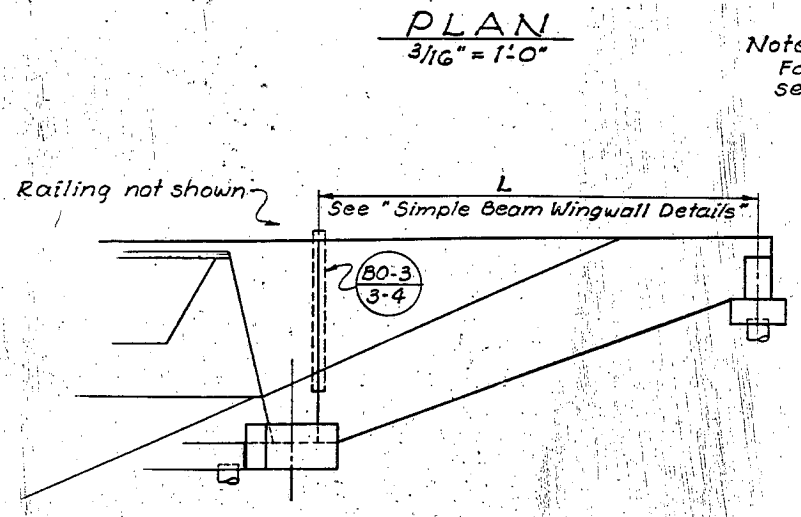 PLAN
3/16" = 1'-0"
Note
Fo
se
Railing not shown
L
See "Simple Beam Wingwall Details"
BO-3
3-4